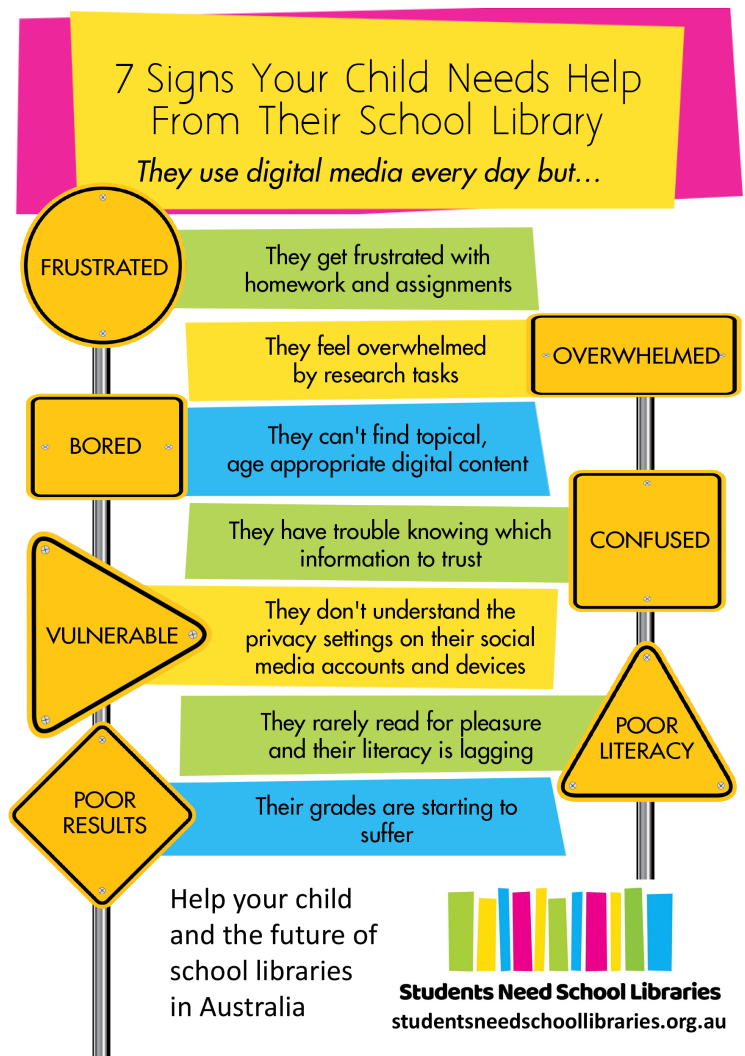 7 Signs Your Child Needs Help
From Their School Library
They use digital media every day but...
FRUSTRATED
They get frustrated with
homework and assignments
They feel overwhelmed
by research tasks
OVERWHELMED
BORED
They can't find topical,
age appropriate digital content
They have trouble knowing which
information to trust
CONFUSED
VULNERABLE
They don't understand the
privacy settings on their social
media accounts and devices
They rarely read for pleasure
and their literacy is lagging
POOR
LITERACY
POOR
RESULTS
Their grades are starting to
suffer
Help your child
and the future of
school libraries
in Australia
Students Need School Libraries
studentsneedschoollibraries.org.au